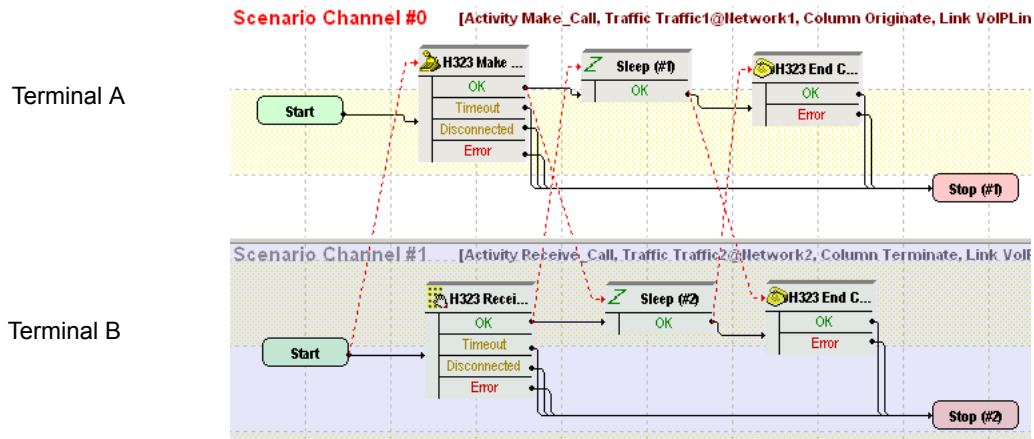 Scenario Channel #0 [Activity Make_Call, Traffic Traffic1@Network1, Column Originate, Link VoIPLin
Terminal A
Start
H323 Make ...
OK
Timeout
Disconnected
Error
Sleep (#1)
OK
H323 End C...
OK
Error
Stop (#1)
Scenario Channel #1 [Activity Receive_Call, Traffic Traffic2@Network2, Column Terminate, Link VoIP
Terminal B
Start
H323 Recei...
OK
Timeout
Disconnected
Error
Sleep (#2)
OK
H323 End C...
OK
Error
Stop (#2)